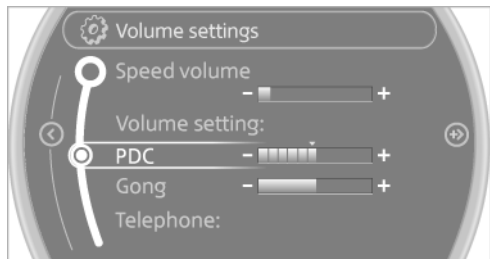 Volume settings
Speed volume
- +
Volume setting:
PDC - +
Gong - +
Telephone: